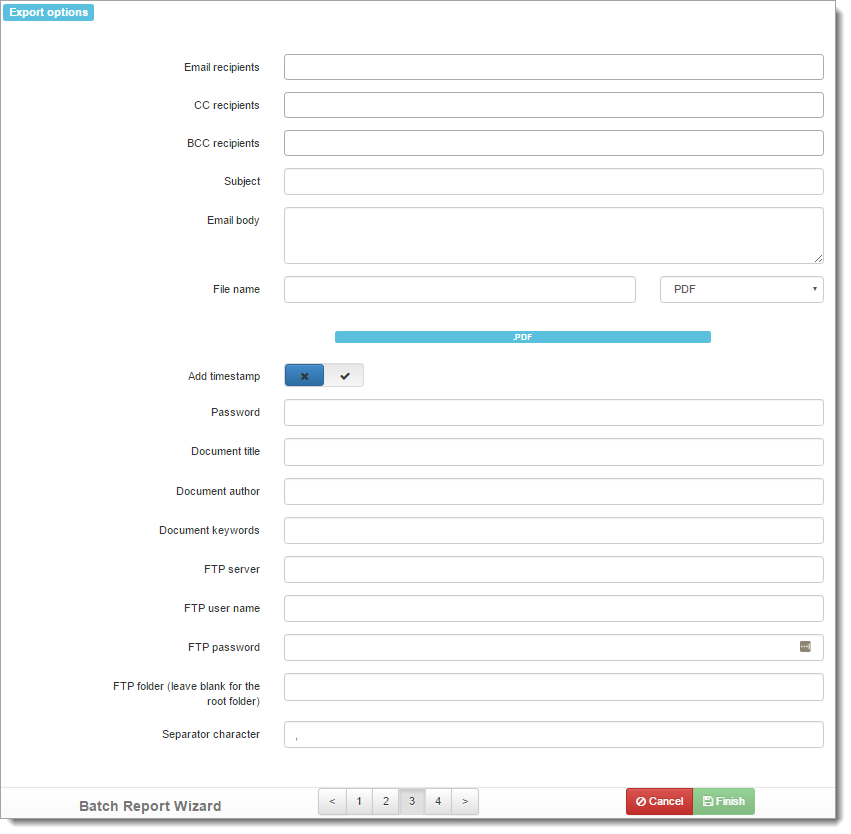 Export options
Email recipients
CC recipients
BCC recipients
Subject
Email body
File name PDF
.PDF
Add timestamp
Password
Document title
Document author
Document keywords
FTP server
FTP user name
FTP password
FTP folder (leave blank for the
root folder)
Separator character ,
Batch Report Wizard < 1 2 3 4 > Cancel Finish